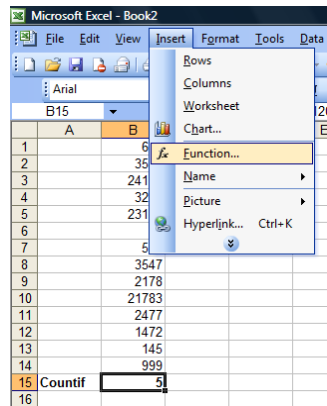 Microsoft Excel - Book2
File Edit View Insert Format Tools Data
Arial
B15
Rows
Columns
Worksheet
Chart...
Function...
Name
Picture
Hyperlink... Ctrl+K
A B E
1 6
2 35
3 241
4 32
5 231
6
7 5
8 3547
9 2178
10 21783
11 2477
12 1472
13 145
14 999
15 Countif 5
16